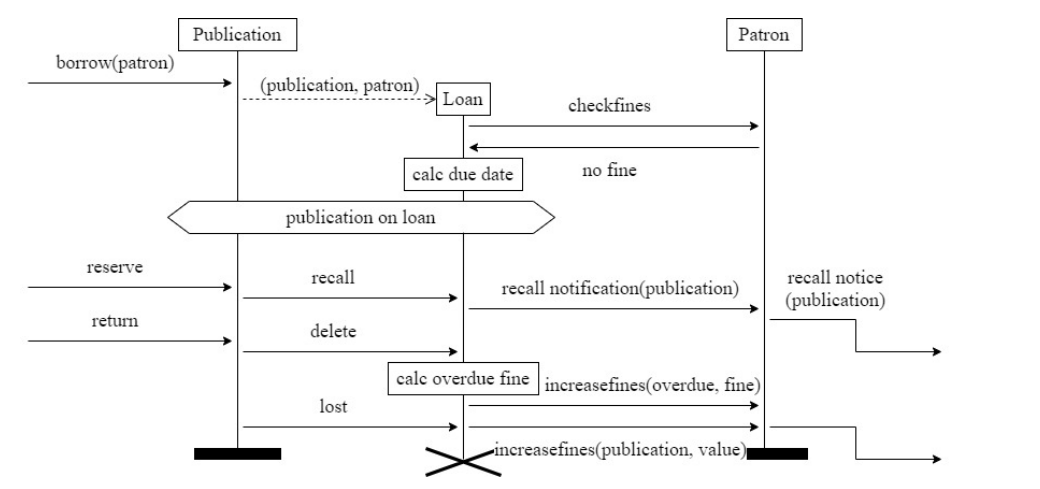 Publication
Patron
borrow(patron)
(publication, patron)
Loan
checkfines
no fine
calc due date
publication on loan
reserve
recall
recall notification(publication)
recall notice
(publication)
return
delete
calc overdue fine
increasefines(overdue, fine)
lost
increasefines(publication, value)